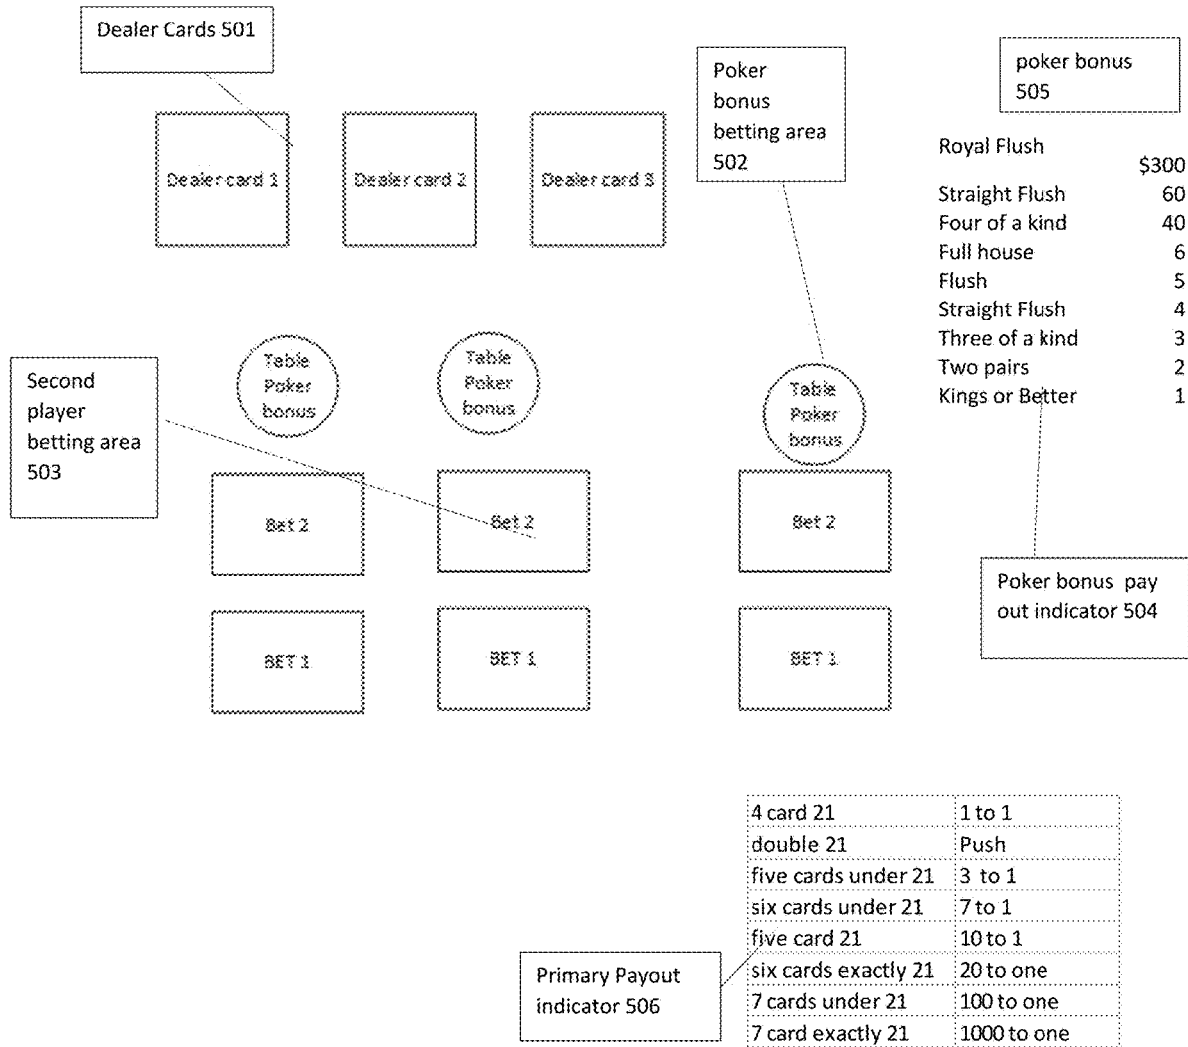 Dealer Cards 501
Poker
bonus
betting area
502
poker bonus
505
Dealer card 1
Dealer card 2
Dealer card 3
Royal Flush
$300
Straight Flush 60
Four of a kind 40
Full house 6
Flush 5
Straight Flush 4
Three of a kind 3
Two pairs 2
Kings or Better 1
Second
player
betting area
503
Table
Poker
bonus
Table
Poker
bonus
Table
Poker
bonus
Bet 2
Bet 2
Bet 2
Poker bonus pay
out indicator 504
BET 1
BET 1
BET 1
4 card 21 1 to 1
double 21 Push
five cards under 21 3 to 1
six cards under 21 7 to 1
five card 21 10 to 1
six cards exactly 21 20 to one
7 cards under 21 100 to one
7 card exactly 21 1000 to one
Primary Payout
indicator 506